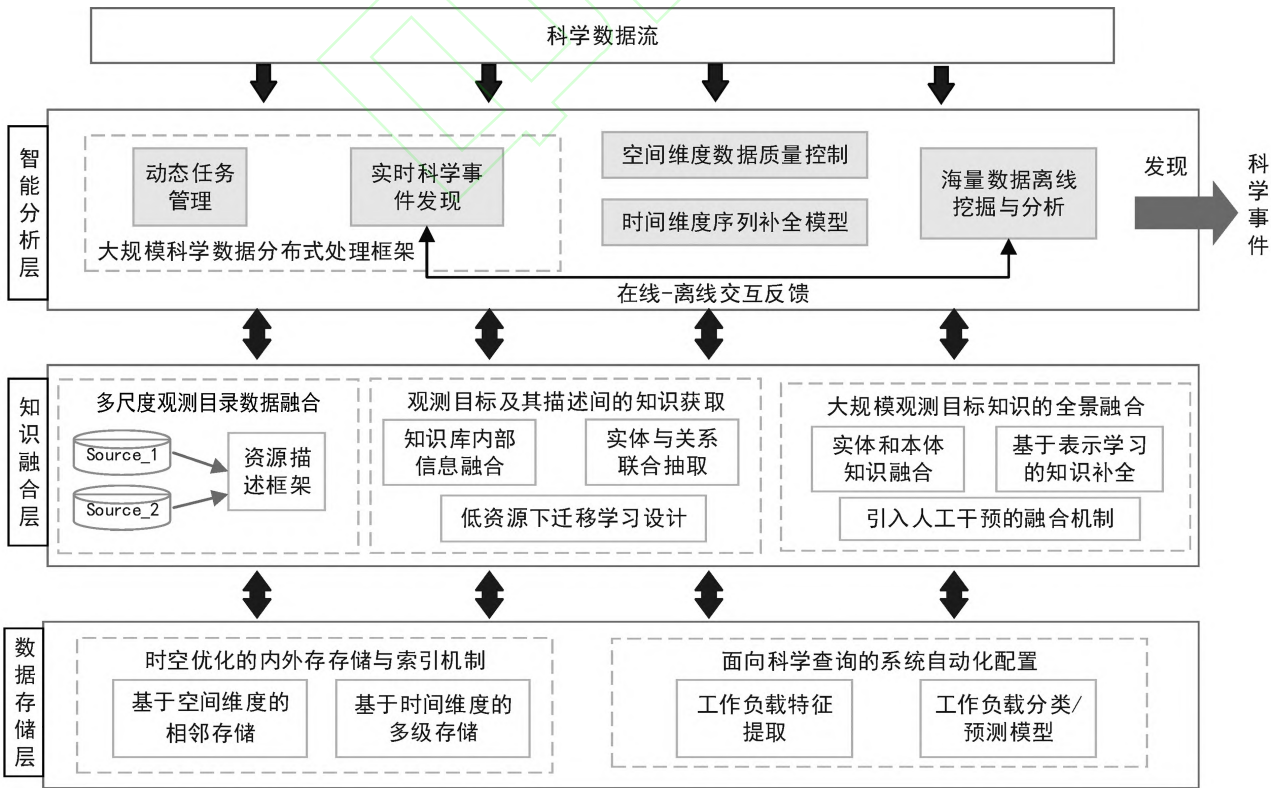 科学数据流
智能分析层
动态任务
管理
实时科学事
件发现
大规模科学数据分布式处理框架
空间维度数据质量控制
时间维度序列补全模型
海量数据离线
挖掘与分析
在线-离线交互反馈
发现
科学事件
知识融合层
多尺度观测目录数据融合
Source_1
Source_2
资源描
述框架
观测目标及其描述间的知识获取
知识库内部
信息融合
实体与关系
联合抽取
低资源下迁移学习设计
大规模观测目标知识的全景融合
实体和本体
知识融合
基于表示学习
的知识补全
引入人工干预的融合机制
数据存储层
时空优化的内外存存储与索引机制
基于空间维度的
相邻存储
基于时间维度的
多级存储
面向科学查询的系统自动化配置
工作负载特征
提取
工作负载分类/
预测模型